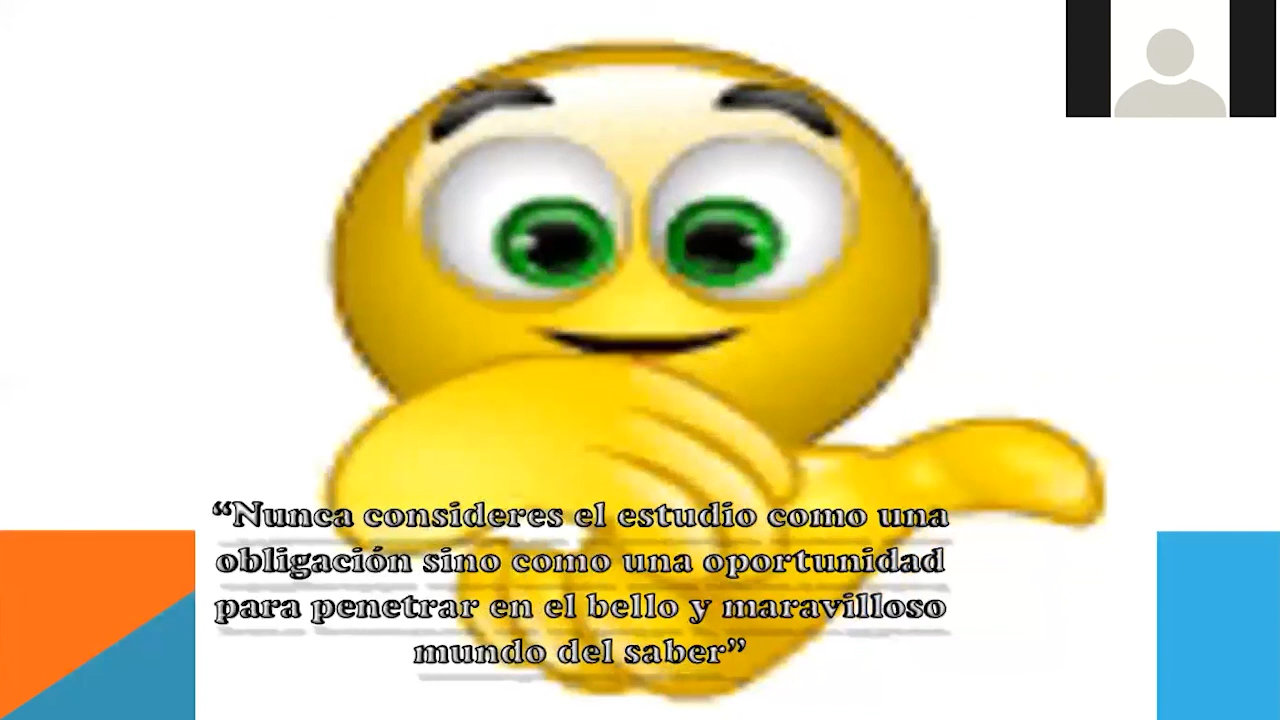 “Nunca consideres el estudio como una
obligación sino como una oportunidad
para penetrar en el bello y maravilloso
mundo del saber”